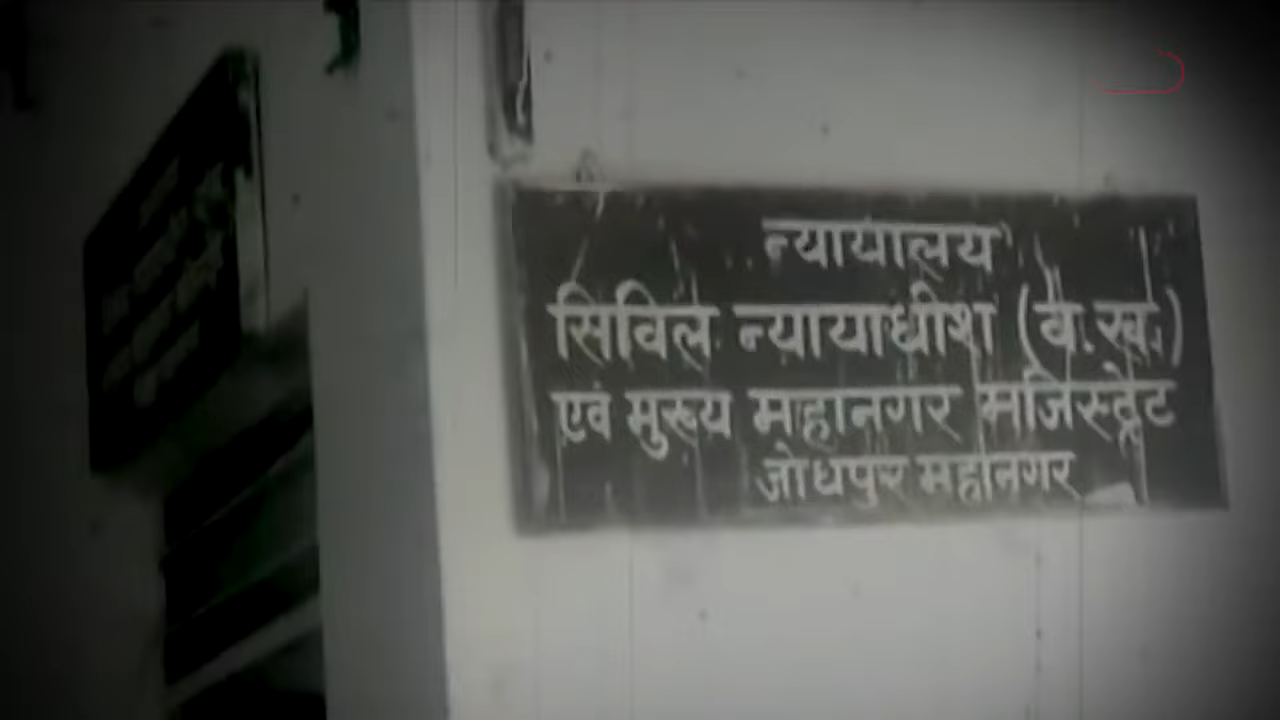 न्यायालय
सिविल न्यायाधीश (व.ख.)
एवं मुख्य महानगर मजिस्ट्रेट
जोधपुर महानगर